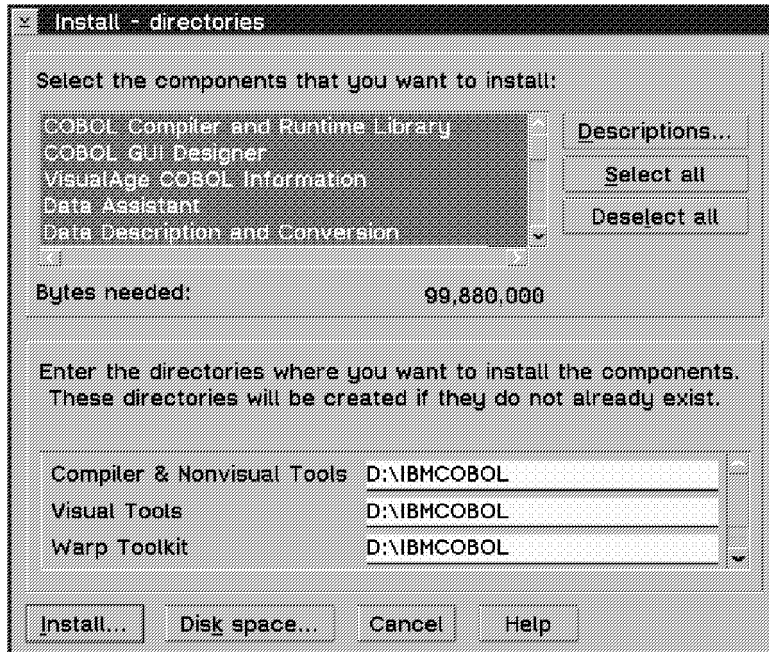 Install - directories
Select the components that you want to install:
COBOL Compiler and Runtime Library
COBOL GUI Designer
VisualAge COBOL Information
Data Assistant
Data Description and Conversion
Descriptions...
Select all
Deselect all
Bytes needed: 99,880,000
Enter the directories where you want to install the components.
These directories will be created if they do not already exist.
Compiler & Nonvisual Tools D:\IBMCOBOL
Visual Tools D:\IBMCOBOL
Warp Toolkit D:\IBMCOBOL
Install... Disk space... Cancel Help